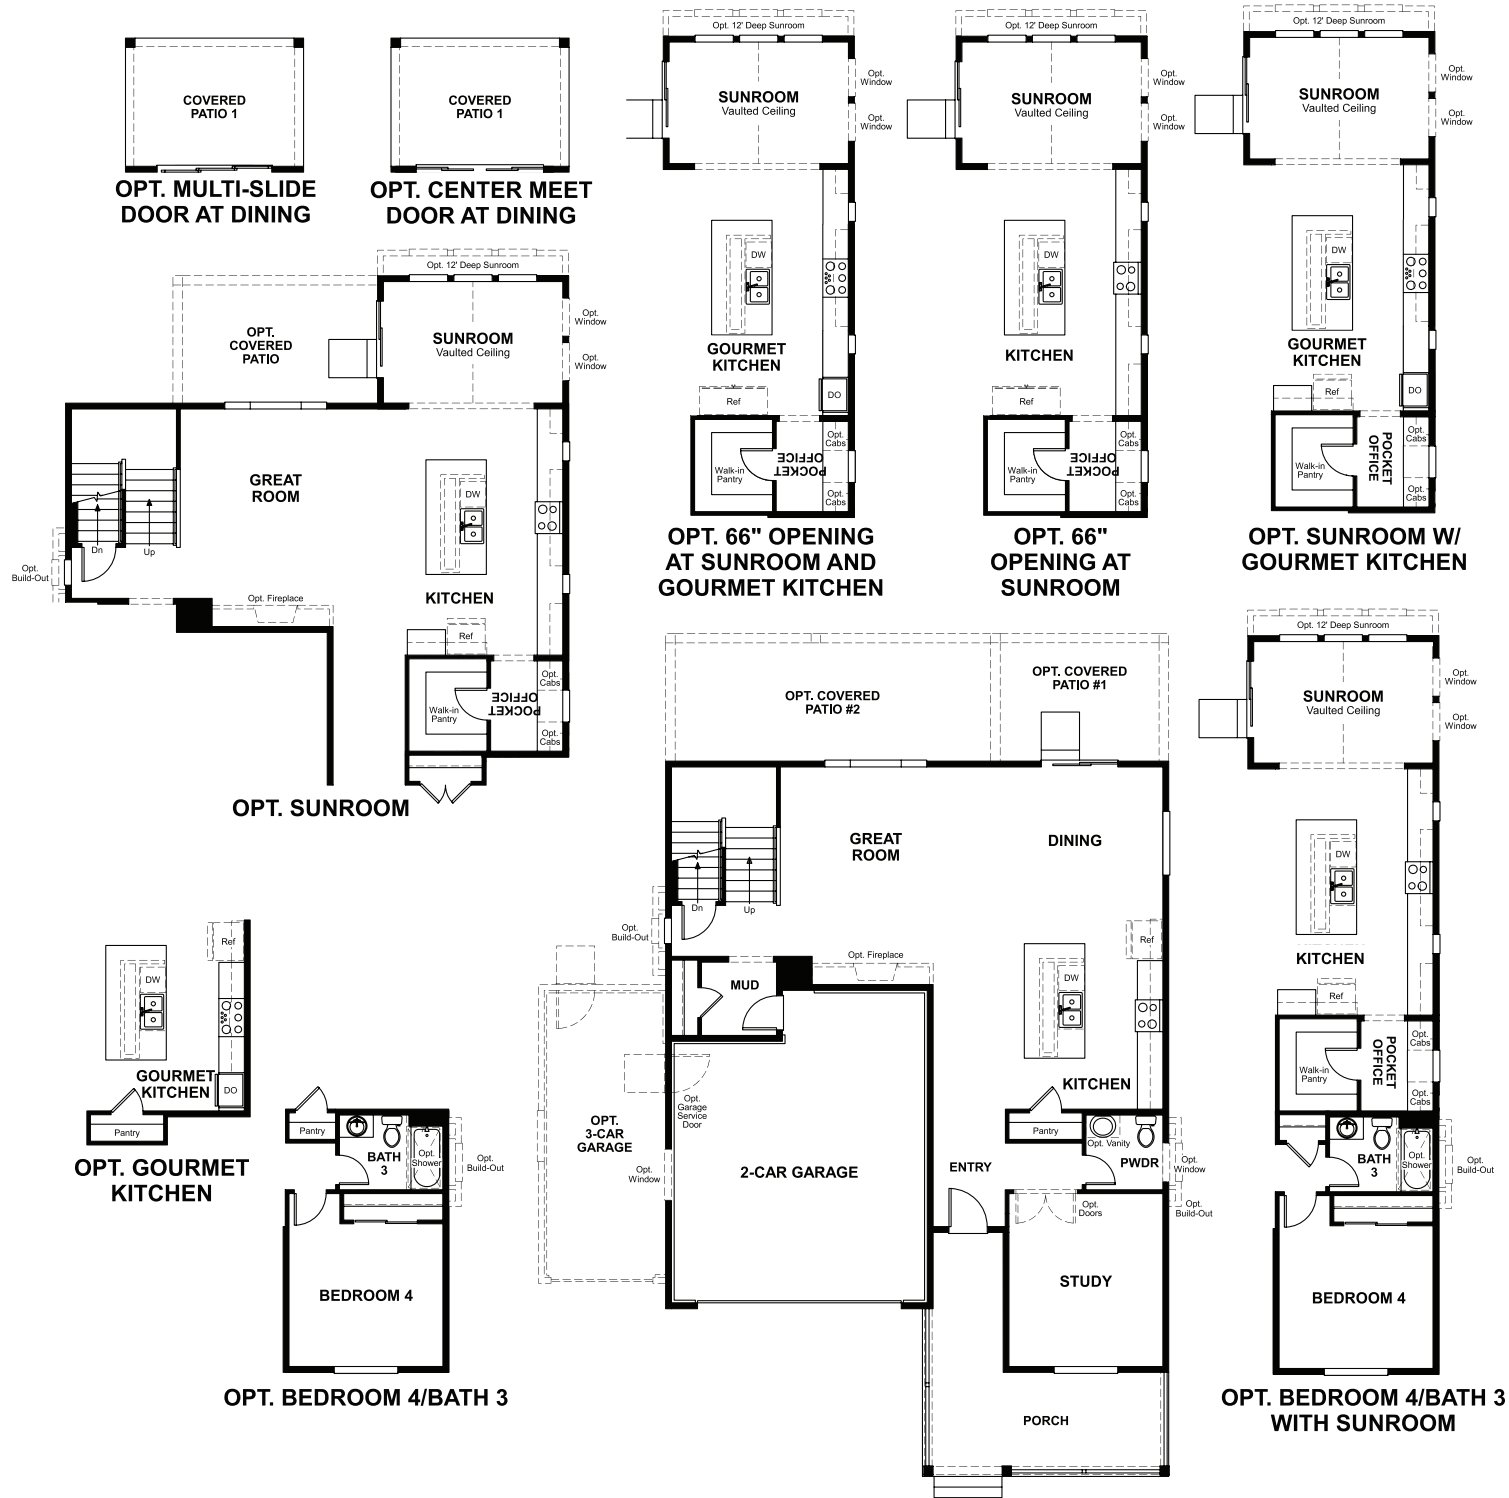 COVERED
PATIO 1
OPT. MULTI-SLIDE
DOOR AT DINING
COVERED
PATIO 1
OPT. CENTER MEET
DOOR AT DINING
Opt. 12' Deep Sunroom
SUNROOM
Vaulted Ceiling
Opt.
Window
Opt.
Window
DW
GOURMET
KITCHEN
Ref
DO
Walk-in
Pantry
POCKET
OFFICE
Opt.
Cabs
Opt.
Cabs
OPT. 66" OPENING
AT SUNROOM AND
GOURMET KITCHEN
Opt. 12' Deep Sunroom
SUNROOM
Vaulted Ceiling
Opt.
Window
Opt.
Window
DW
KITCHEN
Ref
Walk-in
Pantry
POCKET
OFFICE
Opt.
Cabs
Opt.
Cabs
OPT. 66"
OPENING AT
SUNROOM
Opt. 12' Deep Sunroom
SUNROOM
Vaulted Ceiling
Opt.
Window
Opt.
Window
DW
GOURMET
KITCHEN
Ref
DO
Walk-in
Pantry
POCKET
OFFICE
Opt.
Cabs
Opt.
Cabs
OPT. SUNROOM W/
GOURMET KITCHEN
Opt. 12' Deep Sunroom
OPT.
COVERED
PATIO
SUNROOM
Vaulted Ceiling
Opt.
Window
Opt.
Window
GREAT
ROOM
DW
Dn
Up
Opt.
Build-Out
Opt. Fireplace
KITCHEN
Ref
Walk-in
Pantry
POCKET
OFFICE
Opt.
Cabs
Opt.
Cabs
OPT. SUNROOM
Ref
DW
GOURMET
KITCHEN
DO
Pantry
OPT. GOURMET
KITCHEN
Pantry
BATH
3
Opt.
Shower
Opt.
Build-Out
BEDROOM 4
OPT. BEDROOM 4/BATH 3
OPT. COVERED
PATIO #2
OPT. COVERED
PATIO #1
GREAT
ROOM
DINING
Dn
Up
Opt.
Build-Out
Opt. Fireplace
MUD
Ref
DW
KITCHEN
Opt.
Garage
Service
Door
OPT.
3-CAR
GARAGE
Opt.
Window
2-CAR GARAGE
Pantry
Opt. Vanity
PWDR
ENTRY
Opt.
Window
Opt.
Doors
Opt.
Build-Out
STUDY
PORCH
Opt. 12' Deep Sunroom
SUNROOM
Vaulted Ceiling
Opt.
Window
Opt.
Window
DW
KITCHEN
Ref
Walk-in
Pantry
POCKET
OFFICE
Opt.
Cabs
Opt.
Cabs
BATH
3
Opt.
Shower
Opt.
Build-Out
BEDROOM 4
OPT. BEDROOM 4/BATH 3
WITH SUNROOM